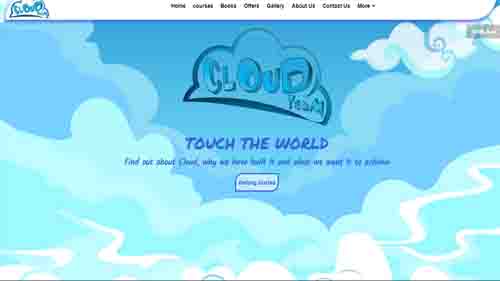 CLOUD
Home courses Books Offers Gallery About Us Contact Us More
CLOUD
Team
TOUCH THE WORLD
Find out about Cloud, why we have built it and what we want it to achieve
Getting Started